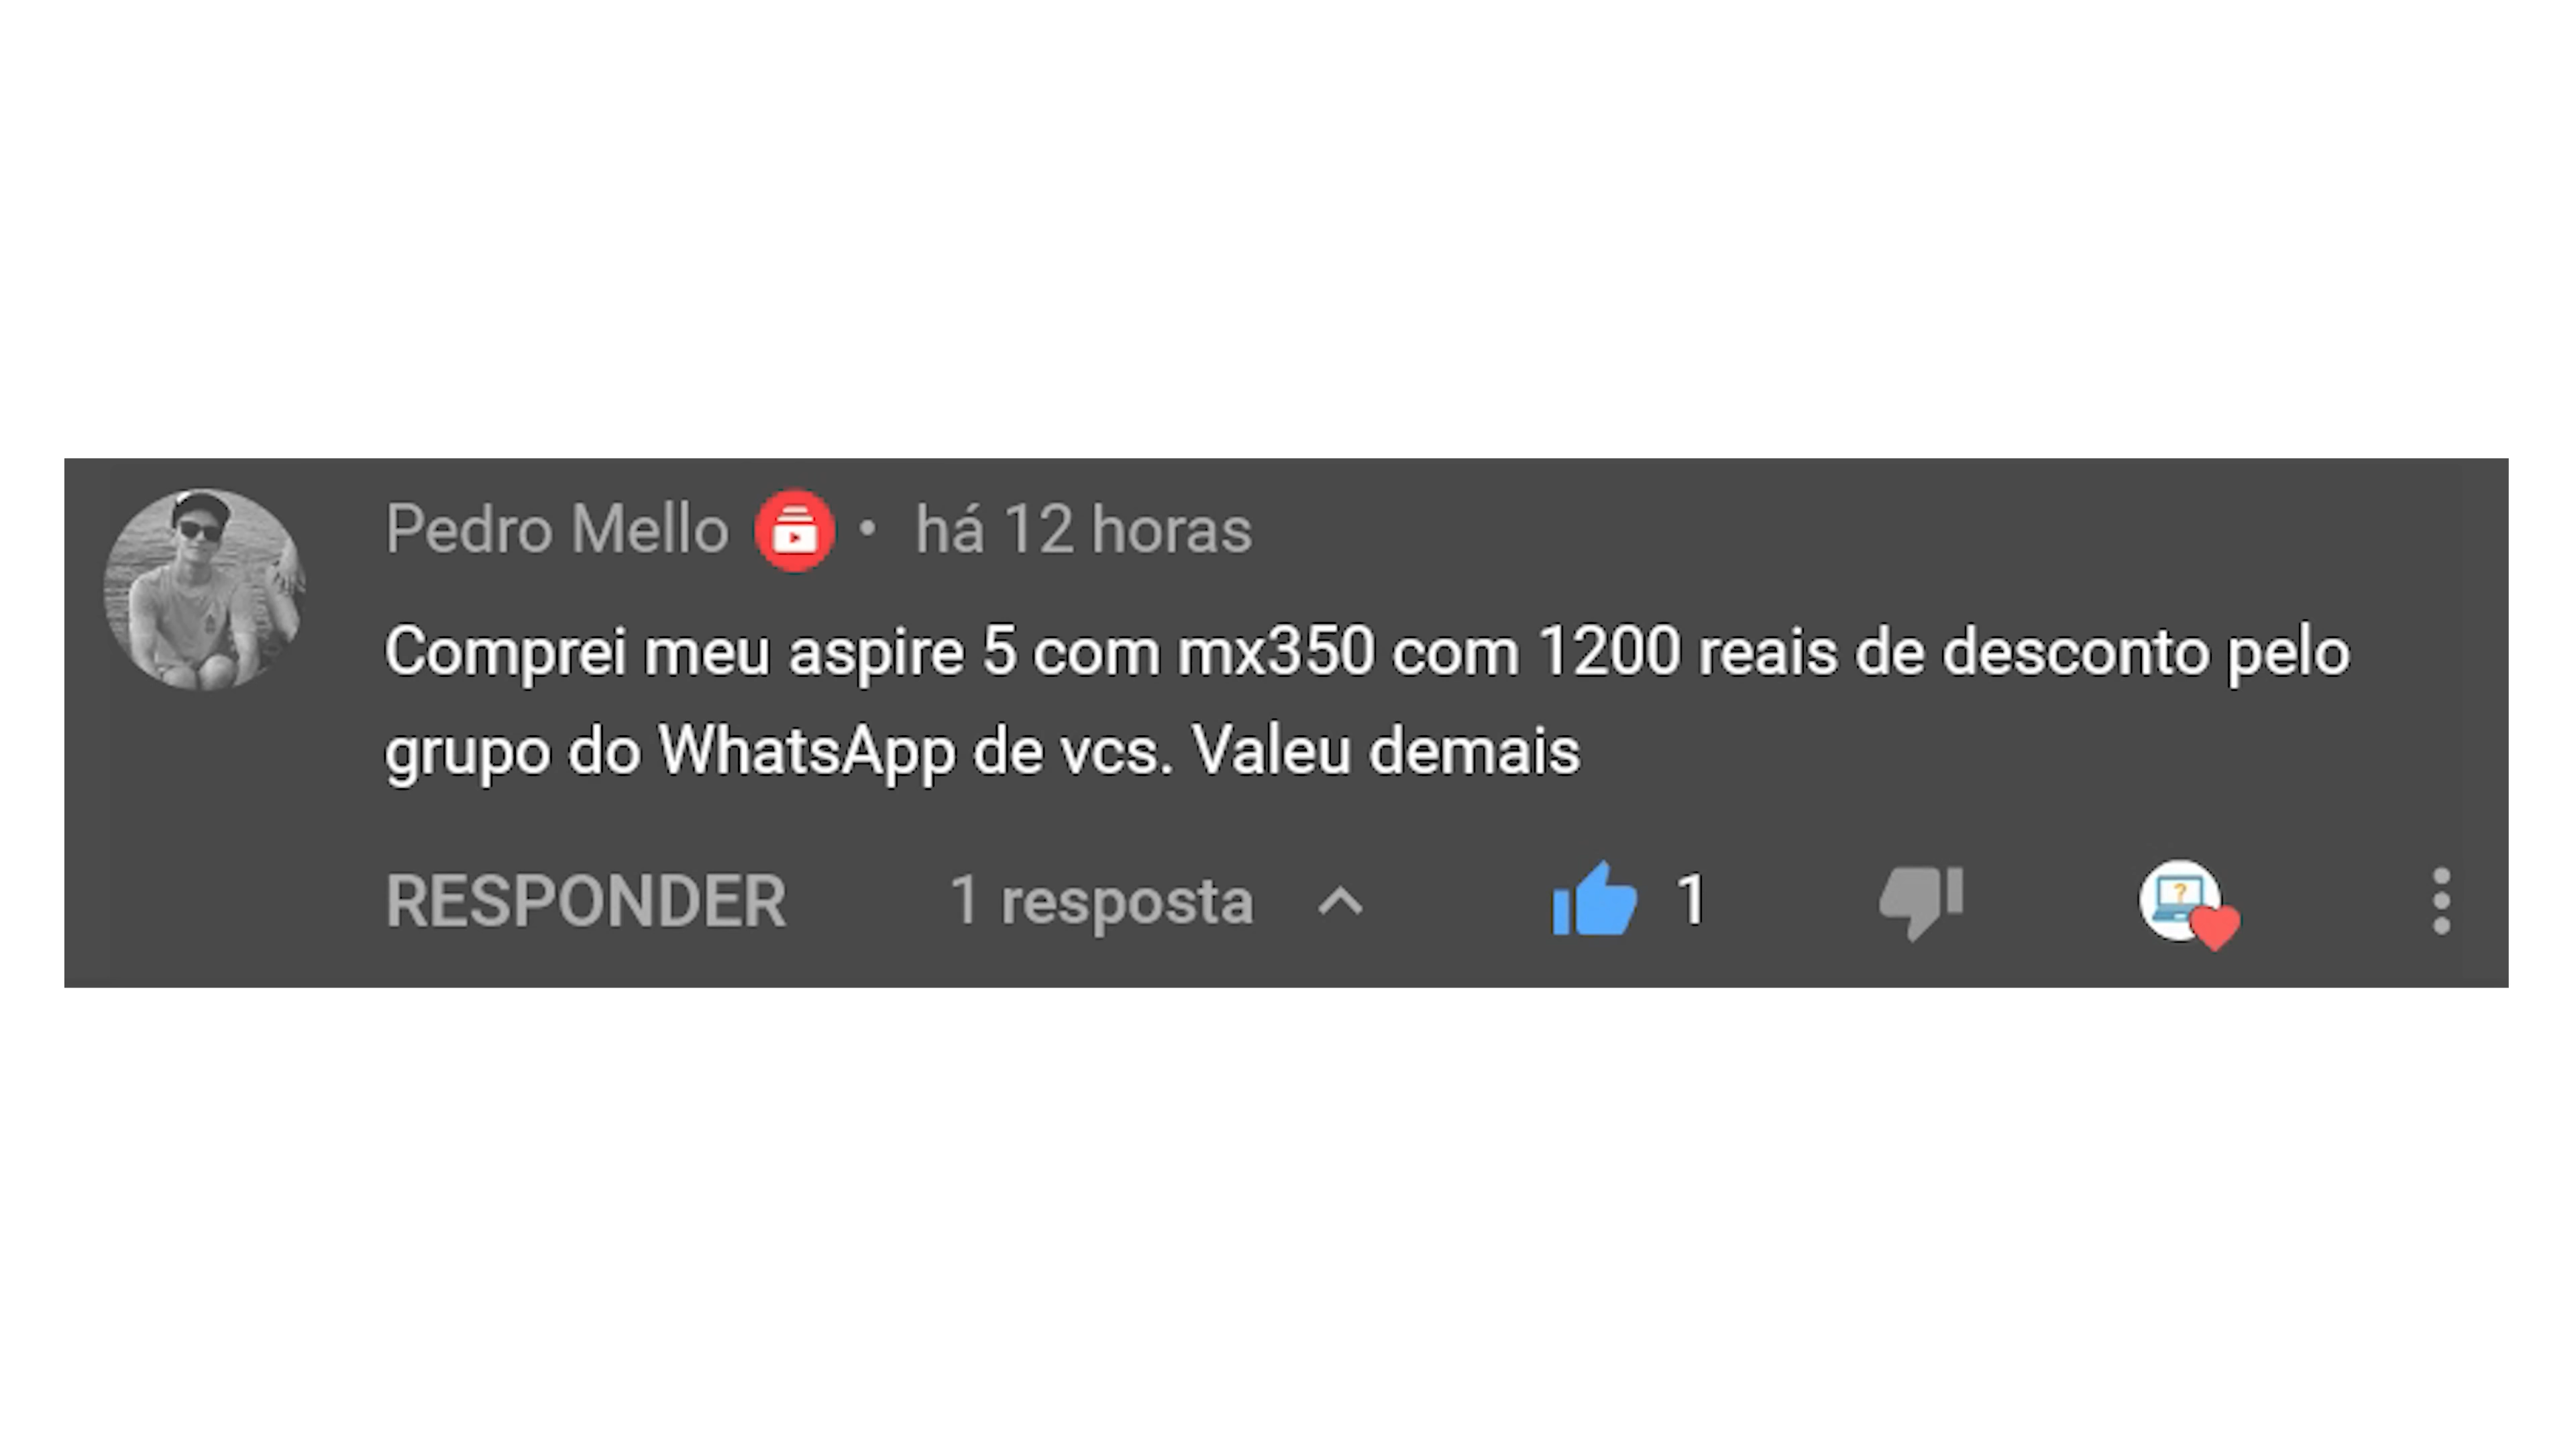 Pedro Mello • há 12 horas
Comprei meu aspire 5 com mx350 com 1200 reais de desconto pelo
grupo do WhatsApp de vcs. Valeu demais
RESPONDER 1 resposta 1
?